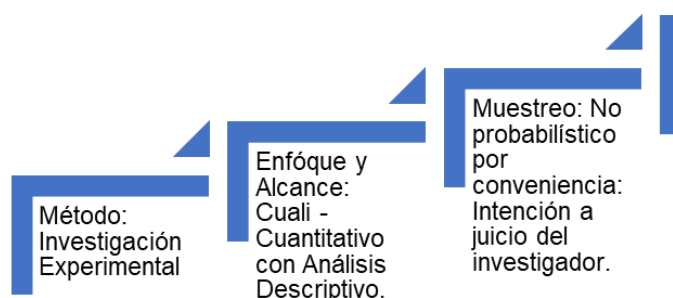 Método:
Investigación
Experimental
Enfóque y
Alcance:
Cuali -
Cuantitativo
con Análisis
Descriptivo.
Muestreo: No
probabilístico
por
conveniencia:
Intención a
juicio del
investigador.